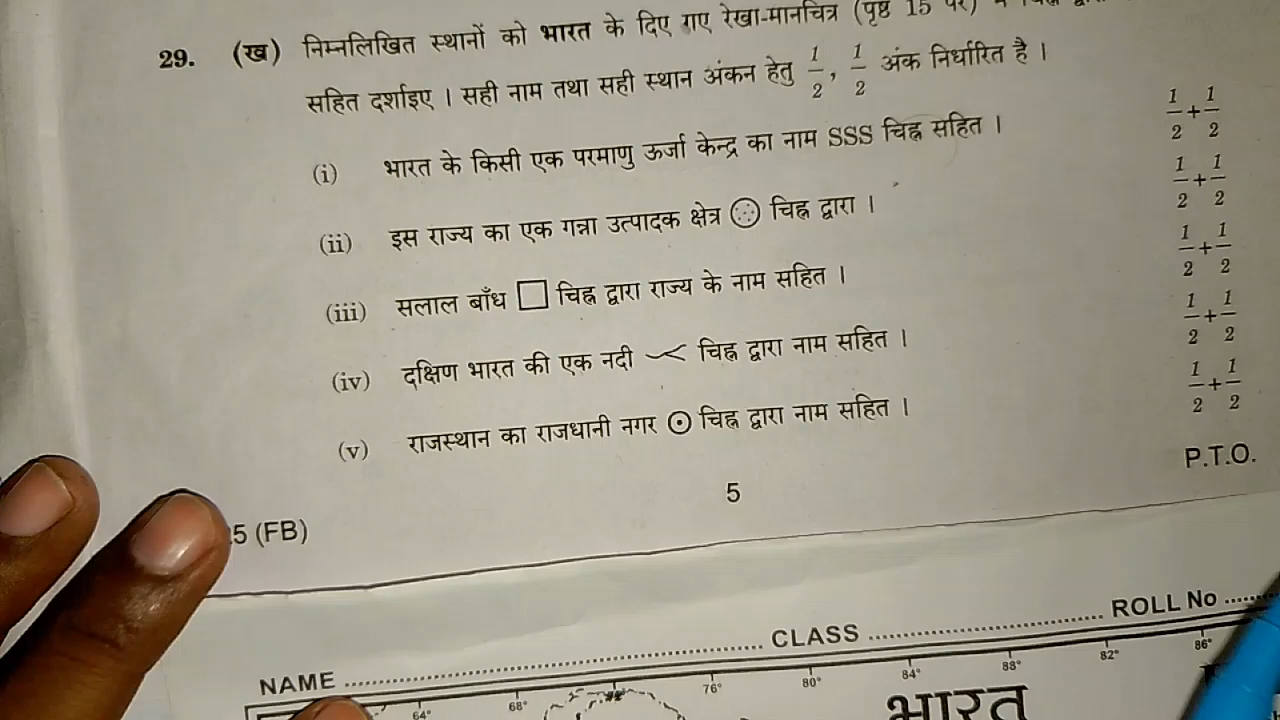 29. (ख) निम्नलिखित स्थानों को भारत के दिए गए रेखा-मानचित्र (पृष्ठ 15 पर)
सहित दर्शाइए । सही नाम तथा सही स्थान अंकन हेतु 1/2, 1/2 अंक निर्धारित है ।
(i) भारत के किसी एक परमाणु ऊर्जा केन्द्र का नाम SSS चिह्न सहित । 1/2+1/2
(ii) इस राज्य का एक गन्ना उत्पादक क्षेत्र चिह्न द्वारा । 1/2+1/2
(iii) सलाल बाँध □ चिह्न द्वारा राज्य के नाम सहित । 1/2+1/2
(iv) दक्षिण भारत की एक नदी चिह्न द्वारा नाम सहित । 1/2+1/2
(v) राजस्थान का राजधानी नगर ⊙ चिह्न द्वारा नाम सहित । 1/2+1/2
P.T.O.
5
5 (FB)
NAME .......... CLASS .......... ROLL No ..........
64° 68° 76° 80° 84° 88° 82° 86°
भारत